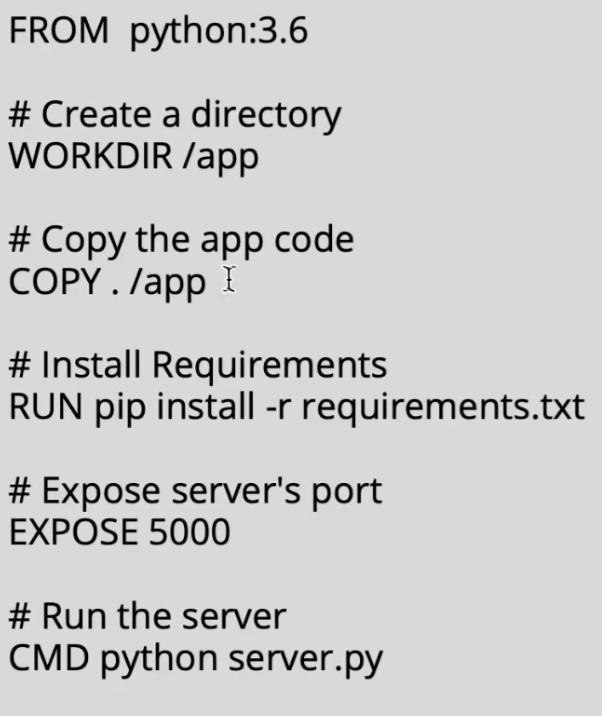 FROM  python:3.6
# Create a directory
WORKDIR /app
# Copy the app code
COPY . /app
# Install Requirements
RUN pip install -r requirements.txt
# Expose server's port
EXPOSE 5000
# Run the server
CMD python server.py